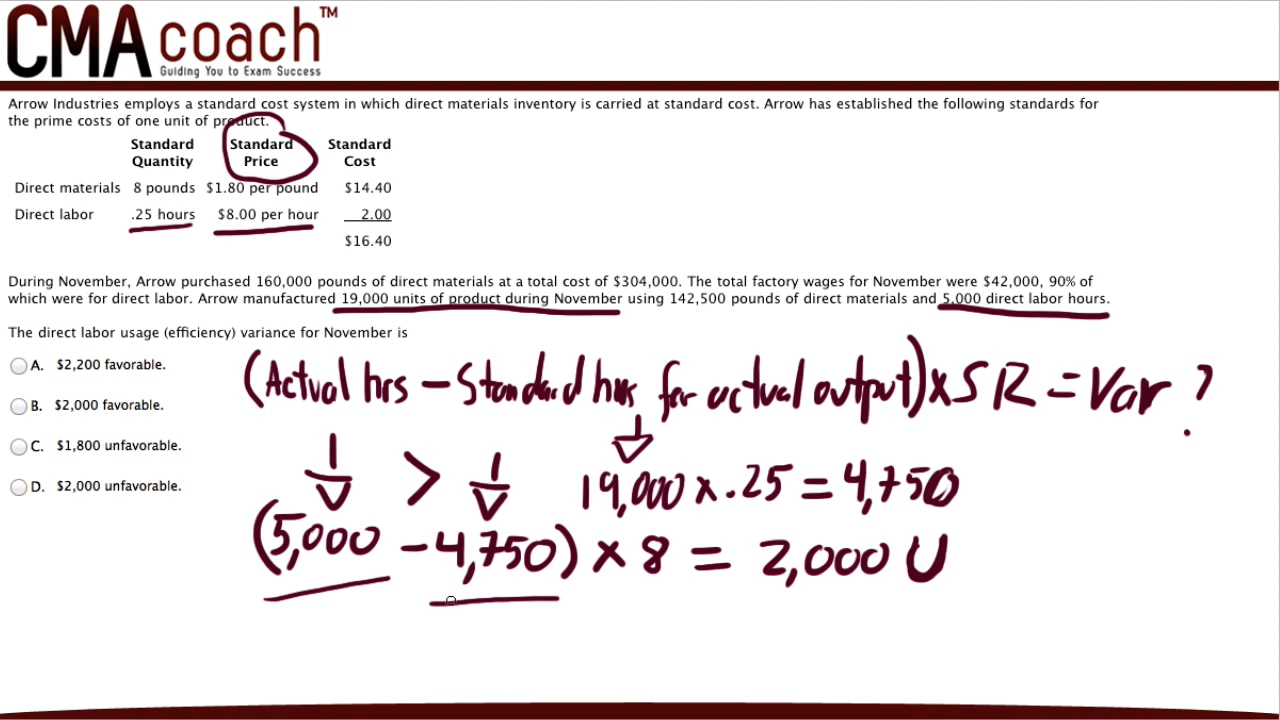 CMAcoach™
Guiding You to Exam Success
Arrow Industries employs a standard cost system in which direct materials inventory is carried at standard cost. Arrow has established the following standards for
the prime costs of one unit of product.
Standard Standard Standard
Quantity Price Cost
Direct materials 8 pounds $1.80 per pound $14.40
Direct labor .25 hours $8.00 per hour 2.00
$16.40
During November, Arrow purchased 160,000 pounds of direct materials at a total cost of $304,000. The total factory wages for November were $42,000, 90% of
which were for direct labor. Arrow manufactured 19,000 units of product during November using 142,500 pounds of direct materials and 5,000 direct labor hours.
The direct labor usage (efficiency) variance for November is
A. $2,200 favorable.
B. $2,000 favorable.
C. $1,800 unfavorable.
D. $2,000 unfavorable.
(Actual hrs – Standard hrs for actual output) x SR = Var ?
> 19,000 x .25 = 4,750
(5,000 – 4,750) x 8 = 2,000 U